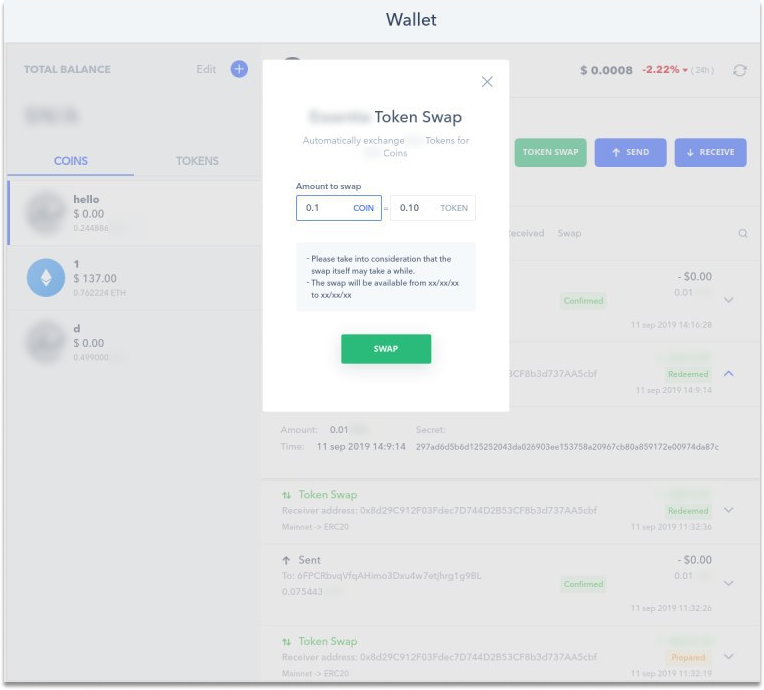 Wallet
TOTAL BALANCE Edit
COINS TOKENS
hello
$ 0.00
0.244886
1
$ 137.00
0.762224 ETH
d
$ 0.00
0.499000
$ 0.0008 -2.22% (24h)
TOKEN SWAP SEND RECEIVE
Token Swap
Automatically exchange Tokens for
Coins
Amount to swap
0.1 COIN = 0.10 TOKEN
- Please take into consideration that the
swap itself may take a while.
- The swap will be available from xx/xx/xx
to xx/xx/xx
SWAP
Swap
- $0.00
Confirmed 0.01
11 sep 2019 14:16:28
3CF8b3d737AA5cbf Redeemed
11 sep 2019 14:9:14
Amount: 0.01 Secret:
Time: 11 sep 2019 14:9:14 297ad6d5b6d125252043da026903ee153758a20967cb80a859172e00974da87c
Token Swap
Receiver address: 0x8d29C912F03Fdec7D744D2B53CF8b3d737AA5cbf Redeemed
Mainnet -> ERC20 11 sep 2019 11:32:36
Sent - $0.00
To: 6FPCRbvqVfqAHimo3Dxu4w7etjhrg1g9BL Confirmed 0.01
0.075443
11 sep 2019 11:32:26
Token Swap
Receiver address: 0x8d29C912F03Fdec7D744D2B53CF8b3d737AA5cbf Prepared
Mainnet -> ERC20 11 sep 2019 11:32:19